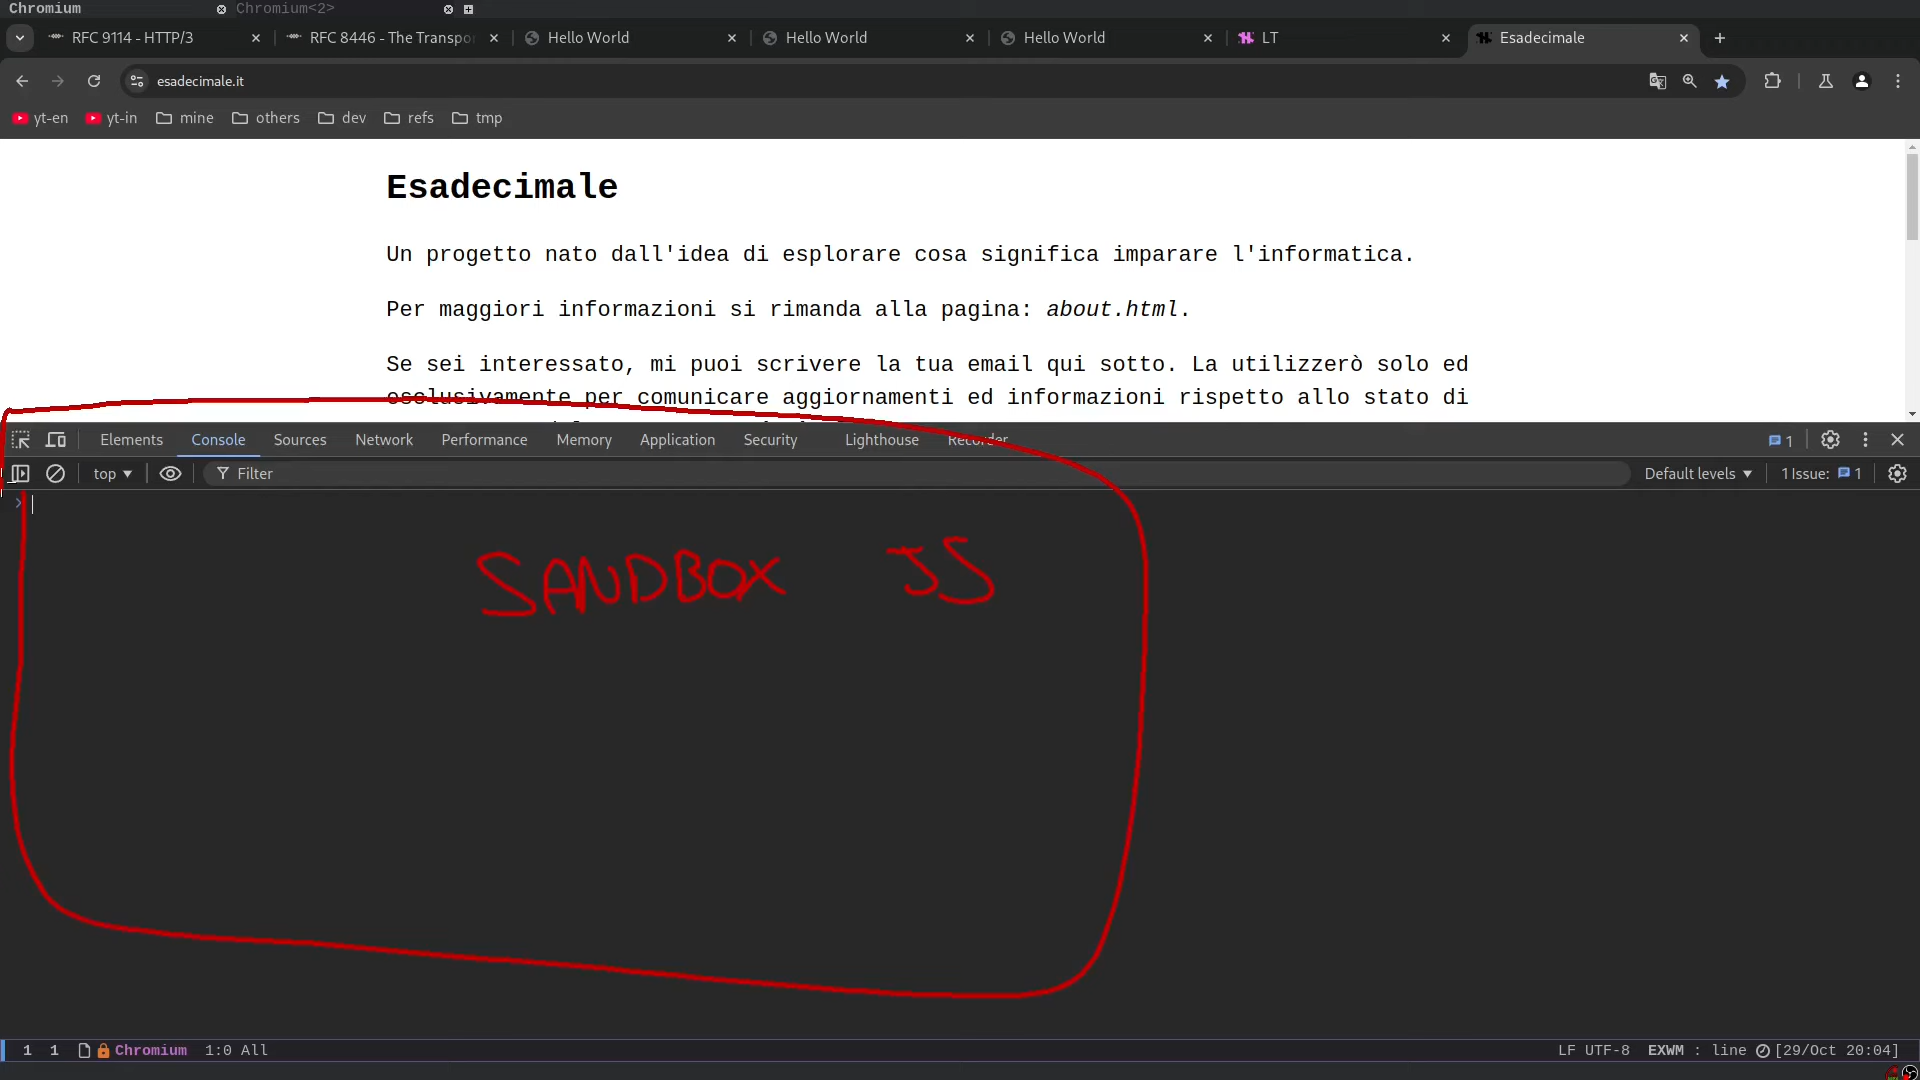 Chromium Chromium<2>
RFC 9114 - HTTP/3 RFC 8446 - The Transpo Hello World Hello World Hello World LT Esadecimale
esadecimale.it
yt-en yt-in mine others dev refs tmp
Esadecimale
Un progetto nato dall'idea di esplorare cosa significa imparare l'informatica.
Per maggiori informazioni si rimanda alla pagina: about.html.
Se sei interessato, mi puoi scrivere la tua email qui sotto. La utilizzerò solo ed
esclusivamente per comunicare aggiornamenti ed informazioni rispetto allo stato di
Elements Console Sources Network Performance Memory Application Security Lighthouse Recorder 1
top Filter Default levels 1 Issue: 1
SANDBOX JS
1 1 Chromium 1:0 All LF UTF-8 EXWM : line [29/Oct 20:04]